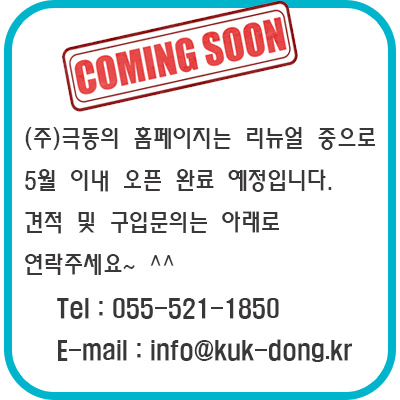 COMING SOON
(주)극동의 홈페이지는 리뉴얼 중으로
5월 이내 오픈 완료 예정입니다.
견적 및 구입문의는 아래로
연락주세요~ ^^
Tel : 055-521-1850
E-mail : info@kuk-dong.kr